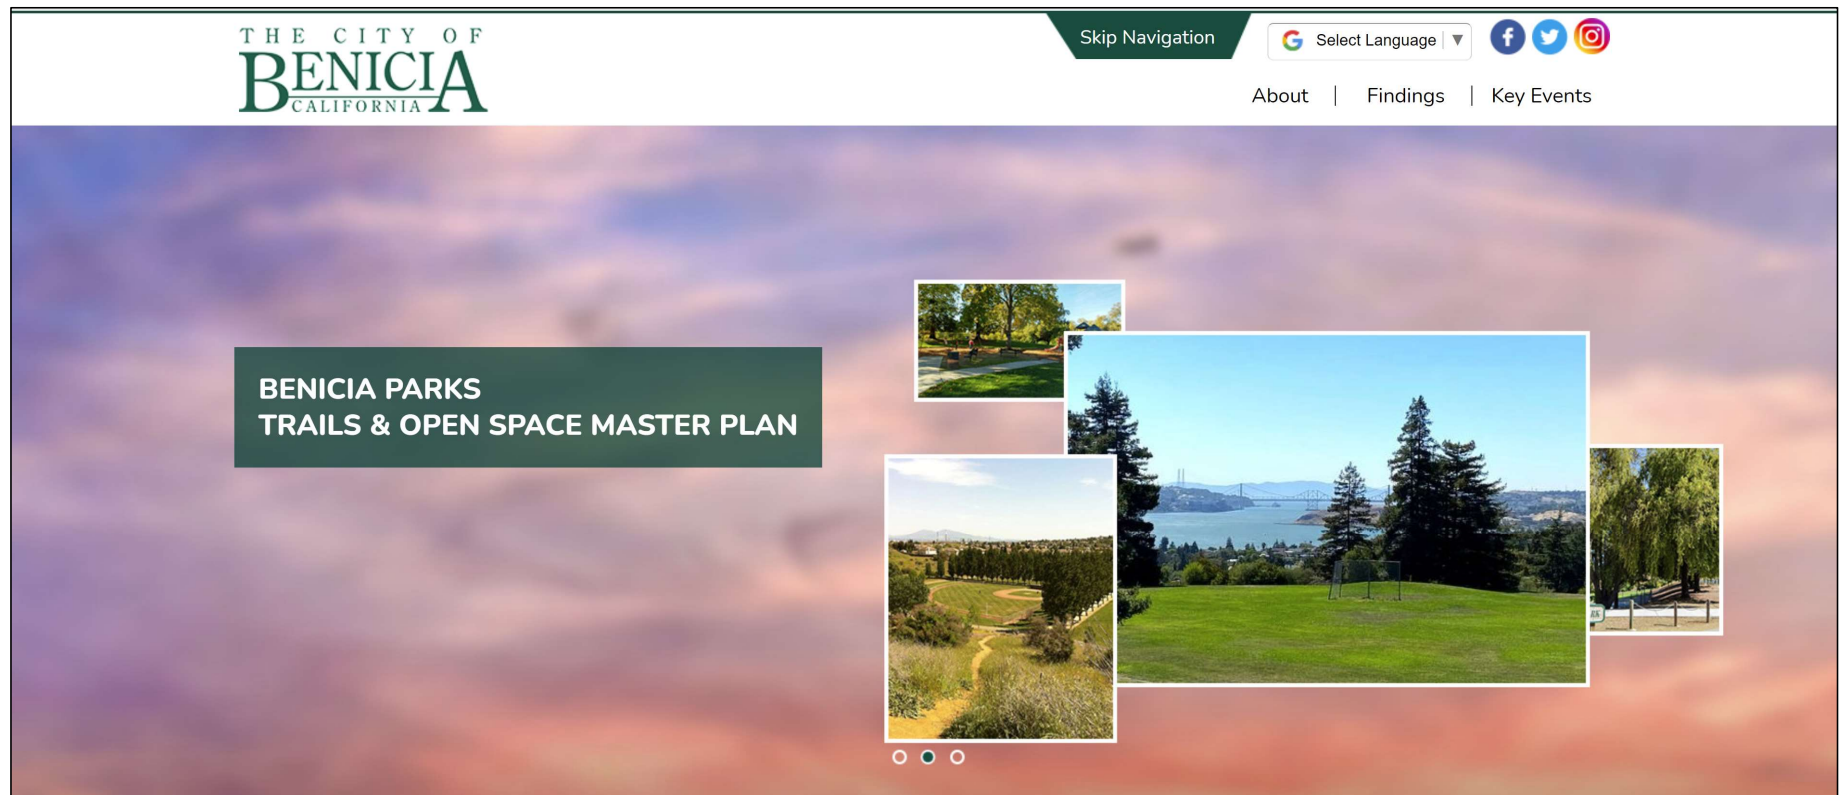 THE CITY OF
BENICIA
CALIFORNIA
Skip Navigation
Select Language
About | Findings | Key Events
BENICIA PARKS
TRAILS & OPEN SPACE MASTER PLAN